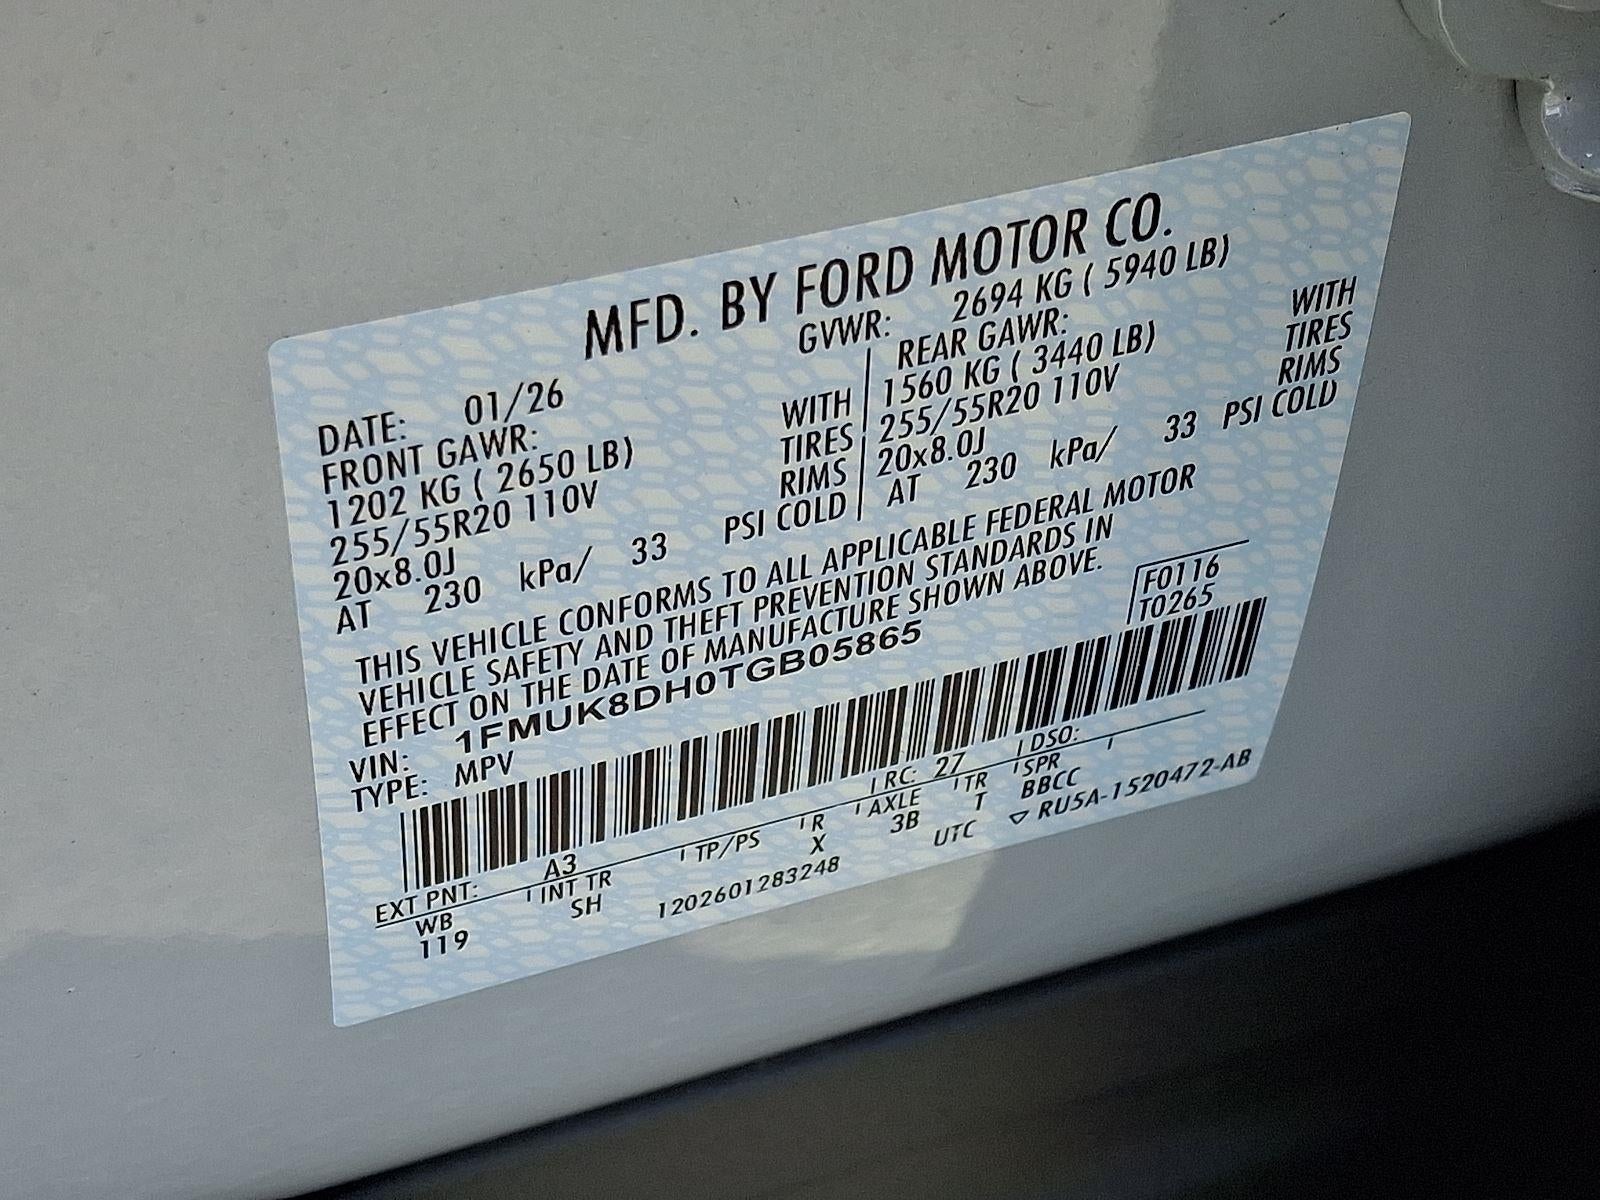 MFD. BY FORD MOTOR CO.
DATE: 01/26 GVWR: 2694 KG ( 5940 LB)
FRONT GAWR: REAR GAWR:
1202 KG ( 2650 LB) WITH 1560 KG ( 3440 LB) WITH
255/55R20 110V TIRES 255/55R20 110V TIRES
20x8.0J RIMS 20x8.0J RIMS
AT 230 kPa/ 33 PSI COLD AT 230 kPa/ 33 PSI COLD
THIS VEHICLE CONFORMS TO ALL APPLICABLE FEDERAL MOTOR
VEHICLE SAFETY AND THEFT PREVENTION STANDARDS IN
EFFECT ON THE DATE OF MANUFACTURE SHOWN ABOVE.
F0116
T0265
VIN: 1FMUK8DH0TGB05865
TYPE: MPV
EXT PNT: A3 RC: 27 DSO:
WB INT TR TP/PS R AXLE TR SPR
119 SH X 3B T BBCC
1202601283248 UTC ▽ RU5A-1520472-AB